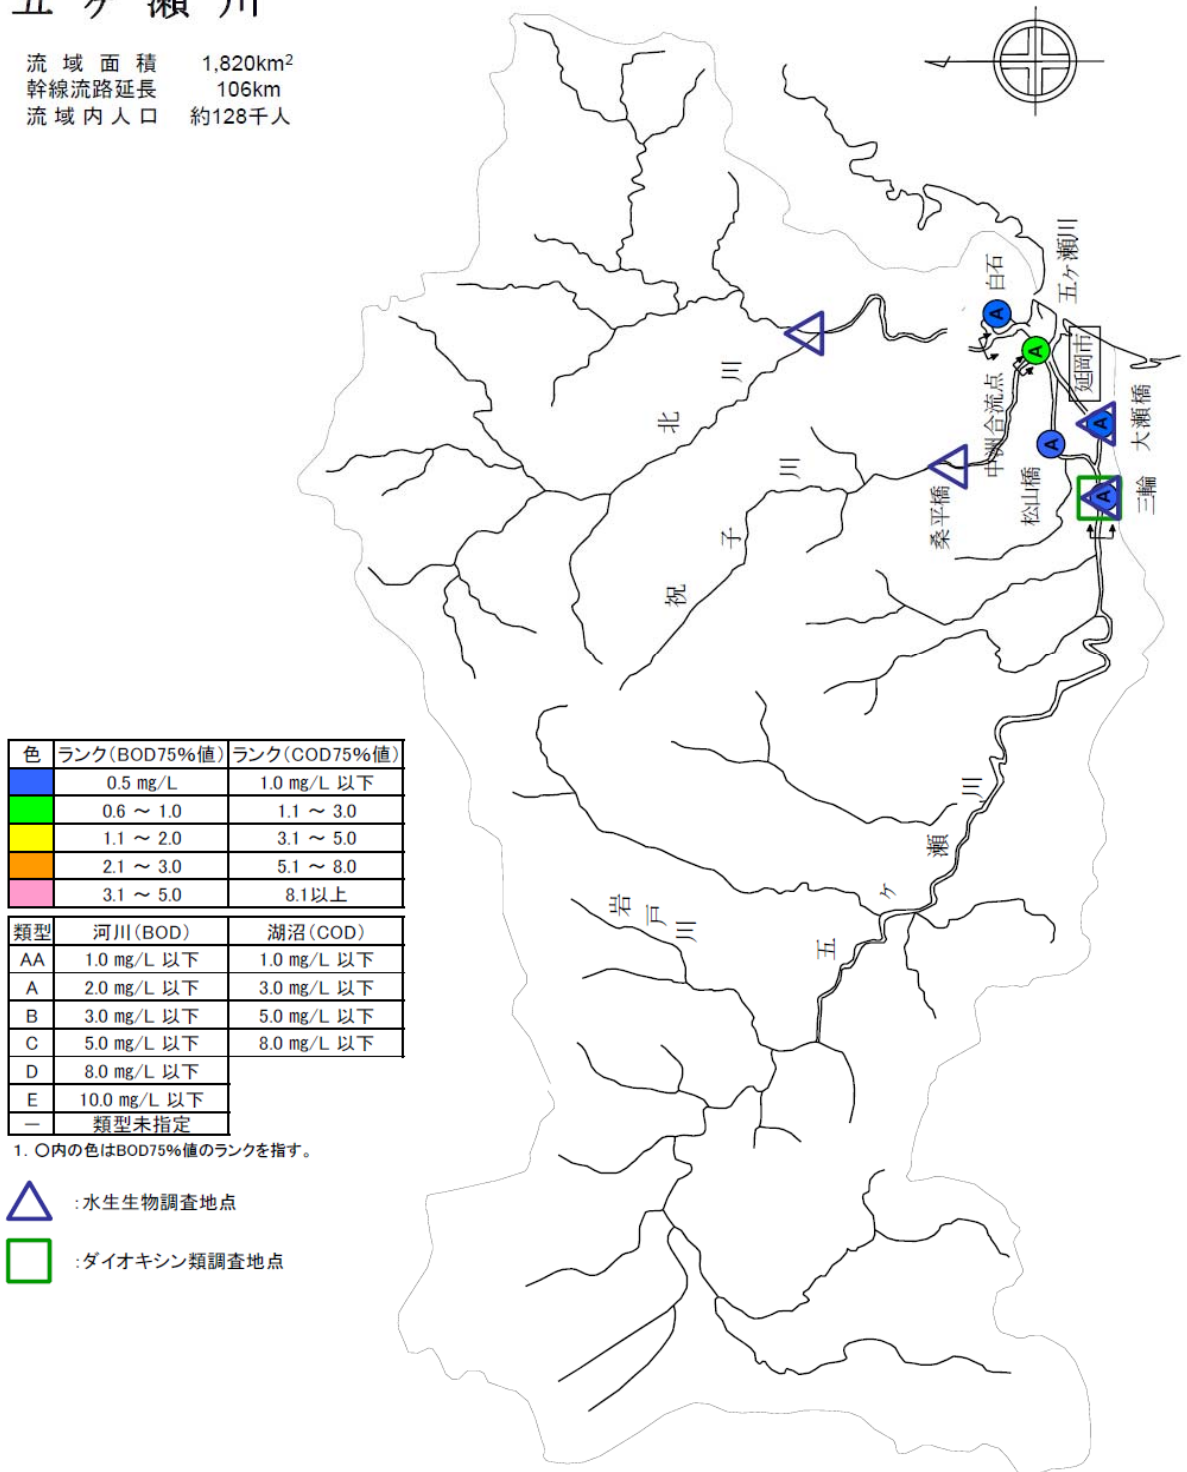 五ヶ瀬川
流域面積 1,820km²
幹線流路延長 106km
流域内人口 約128千人
白石
五ヶ瀬川
延岡市
中洲合流点
大瀬橋
松山橋
三輪
桑平橋
A
A
A
A
A
北川
祝子川
五ヶ瀬川
岩戸川
色 ランク(BOD75%値) ランク(COD75%値)
0.5 mg/L 1.0 mg/L 以下
0.6 ～ 1.0 1.1 ～ 3.0
1.1 ～ 2.0 3.1 ～ 5.0
2.1 ～ 3.0 5.1 ～ 8.0
3.1 ～ 5.0 8.1以上
類型 河川(BOD) 湖沼(COD)
AA 1.0 mg/L 以下 1.0 mg/L 以下
A 2.0 mg/L 以下 3.0 mg/L 以下
B 3.0 mg/L 以下 5.0 mg/L 以下
C 5.0 mg/L 以下 8.0 mg/L 以下
D 8.0 mg/L 以下
E 10.0 mg/L 以下
－ 類型未指定
1. ○内の色はBOD75%値のランクを指す。
:水生生物調査地点
:ダイオキシン類調査地点